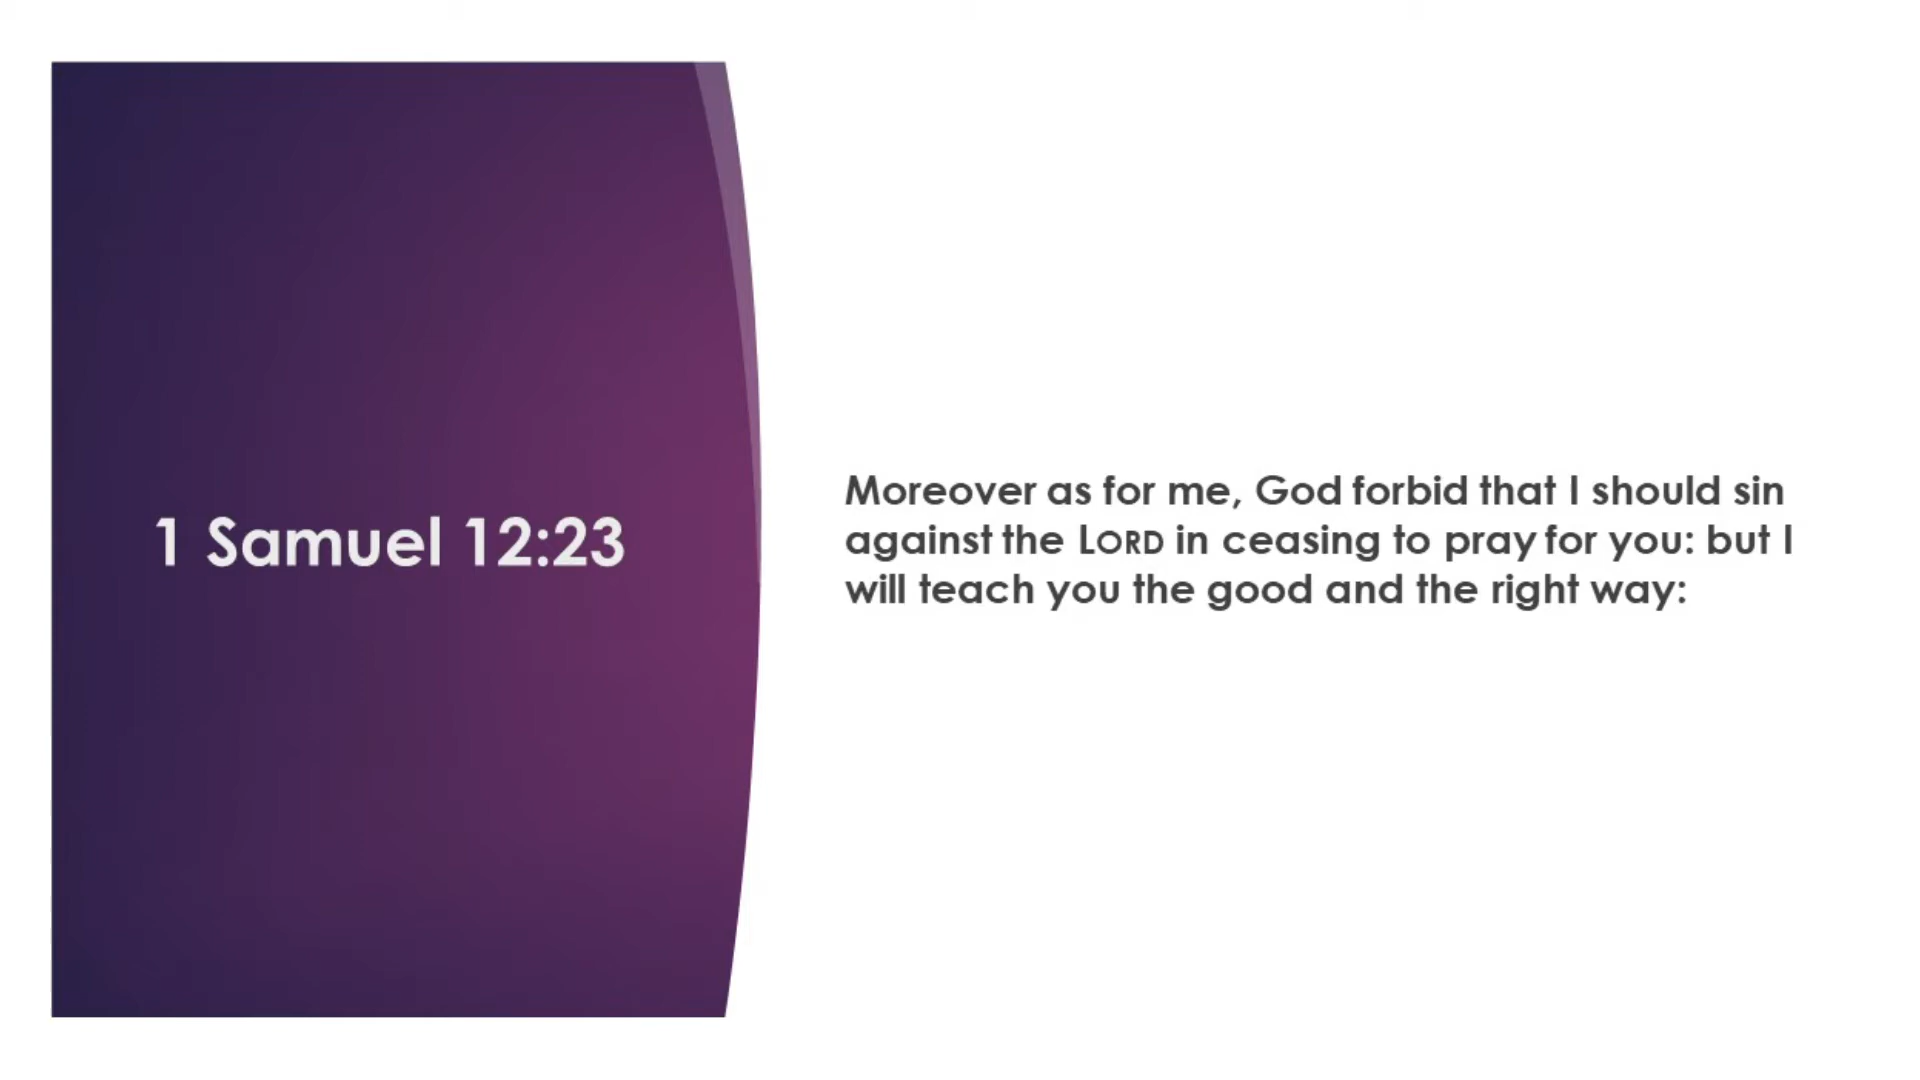 1 Samuel 12:23
Moreover as for me, God forbid that I should sin
against the LORD in ceasing to pray for you: but I
will teach you the good and the right way: